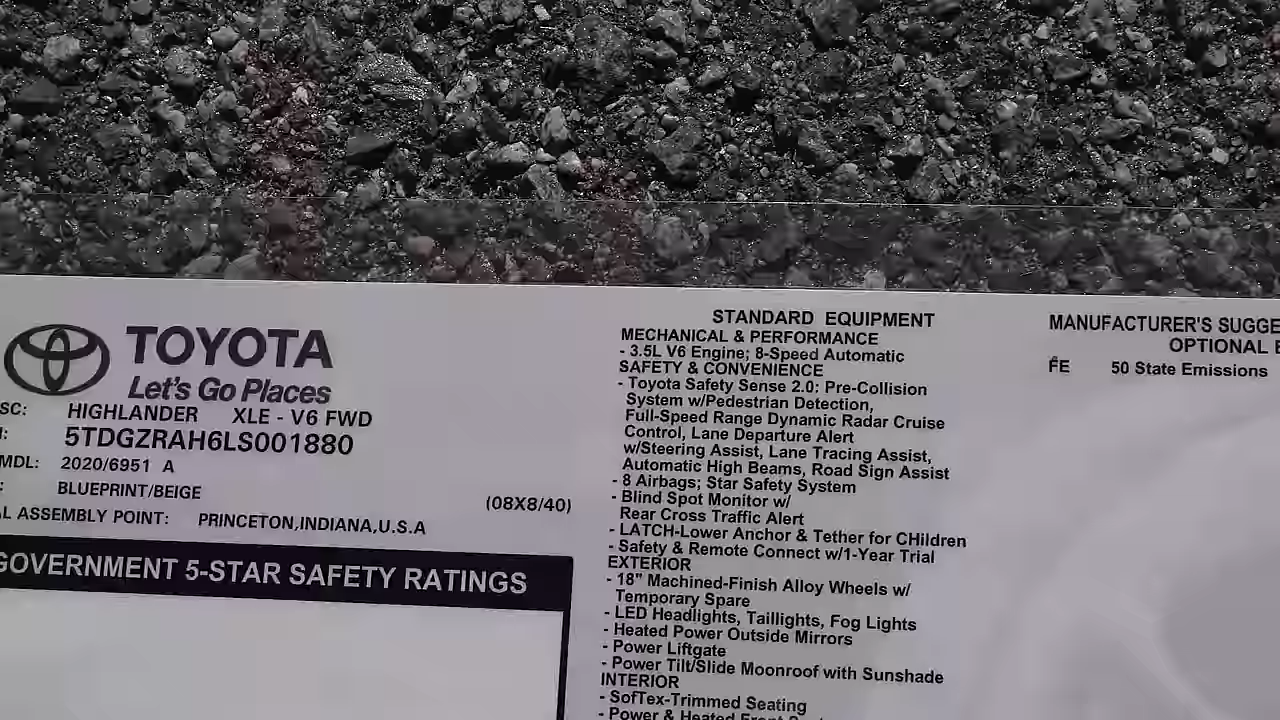 TOYOTA
Let's Go Places
SC: HIGHLANDER XLE - V6 FWD
: 5TDGZRAH6LS001880
MDL: 2020/6951 A
: BLUEPRINT/BEIGE
(08X8/40)
L ASSEMBLY POINT: PRINCETON,INDIANA,U.S.A
GOVERNMENT 5-STAR SAFETY RATINGS
STANDARD EQUIPMENT
MECHANICAL & PERFORMANCE
- 3.5L V6 Engine; 8-Speed Automatic
SAFETY & CONVENIENCE
- Toyota Safety Sense 2.0: Pre-Collision
System w/Pedestrian Detection,
Full-Speed Range Dynamic Radar Cruise
Control, Lane Departure Alert
w/Steering Assist, Lane Tracing Assist,
Automatic High Beams, Road Sign Assist
- 8 Airbags; Star Safety System
- Blind Spot Monitor w/
Rear Cross Traffic Alert
- LATCH-Lower Anchor & Tether for CHildren
- Safety & Remote Connect w/1-Year Trial
EXTERIOR
- 18" Machined-Finish Alloy Wheels w/
Temporary Spare
- LED Headlights, Taillights, Fog Lights
- Heated Power Outside Mirrors
- Power Liftgate
- Power Tilt/Slide Moonroof with Sunshade
INTERIOR
- SofTex-Trimmed Seating
- Power & Heated Front
MANUFACTURER'S SUGGE
OPTIONAL E
FE 50 State Emissions